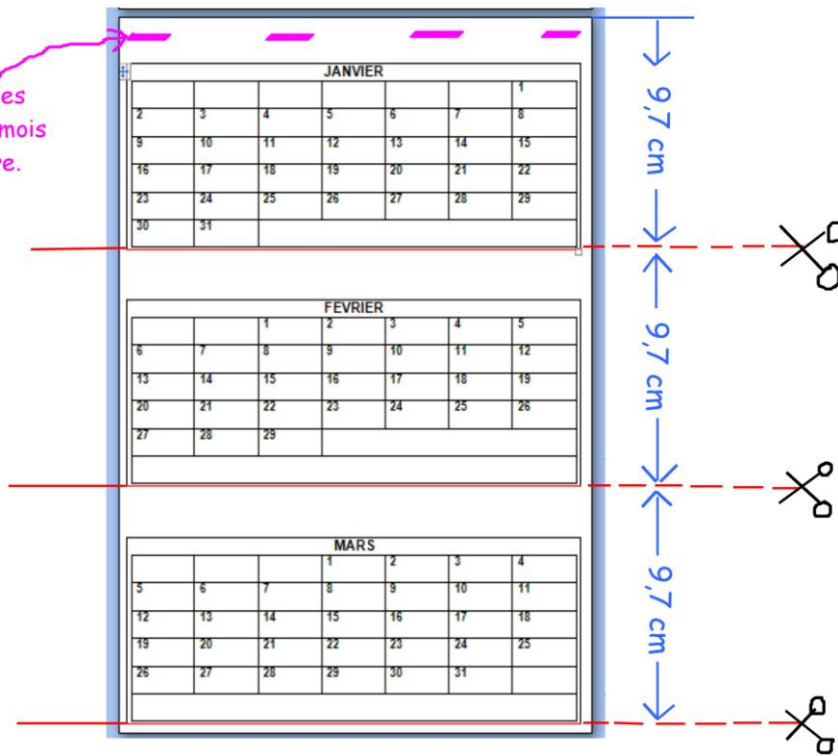 es
mois
e.
JANVIER
1
2 3 4 5 6 7 8
9 10 11 12 13 14 15
16 17 18 19 20 21 22
23 24 25 26 27 28 29
30 31
9,7 cm
FEVRIER
1 2 3 4 5
6 7 8 9 10 11 12
13 14 15 16 17 18 19
20 21 22 23 24 25 26
27 28 29
9,7 cm
MARS
1 2 3 4
5 6 7 8 9 10 11
12 13 14 15 16 17 18
19 20 21 22 23 24 25
26 27 28 29 30 31
9,7 cm